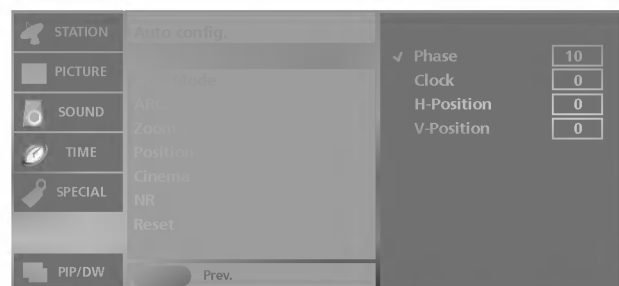 STATION
PICTURE
SOUND
TIME
SPECIAL
PIP/DW
Auto config.
Mode
ARC
Zoom
Position
Cinema
NR
Reset
Prev.
✓ Phase 10
Clock 0
H-Position 0
V-Position 0